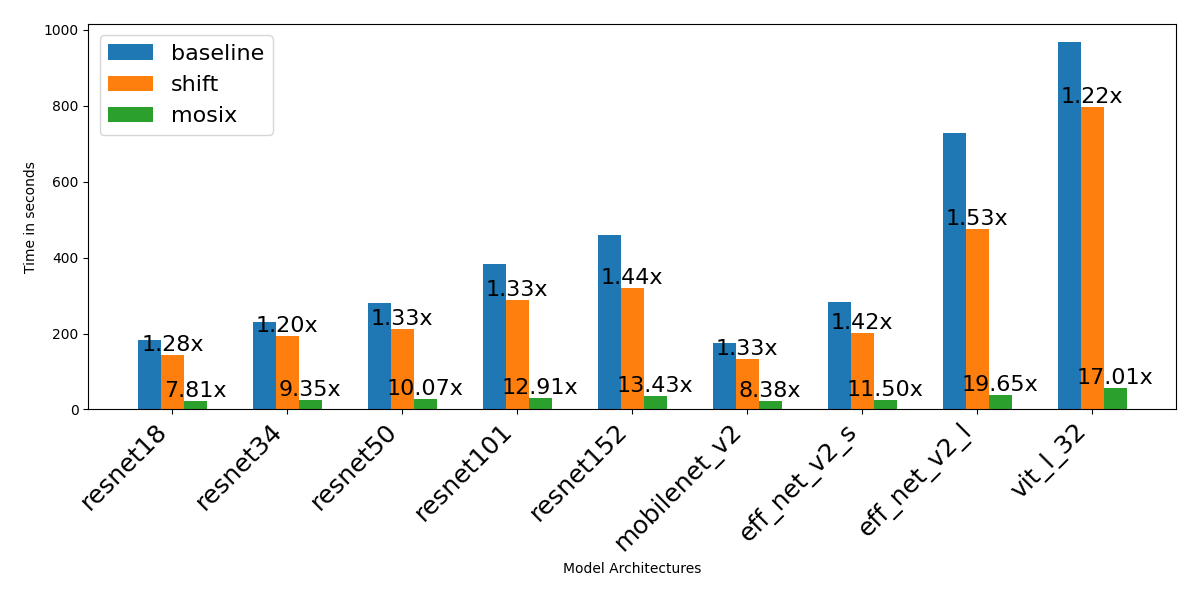 1000
800
600
400
200
0
Time in seconds
baseline
shift
mosix
1.28x
7.81x
1.20x
9.35x
1.33x
10.07x
1.33x
12.91x
1.44x
13.43x
1.33x
8.38x
1.42x
11.50x
1.53x
19.65x
1.22x
17.01x
resnet18
resnet34
resnet50
resnet101
resnet152
mobilenet_v2
eff_net_v2_s
eff_net_v2_l
vit_l_32
Model Architectures